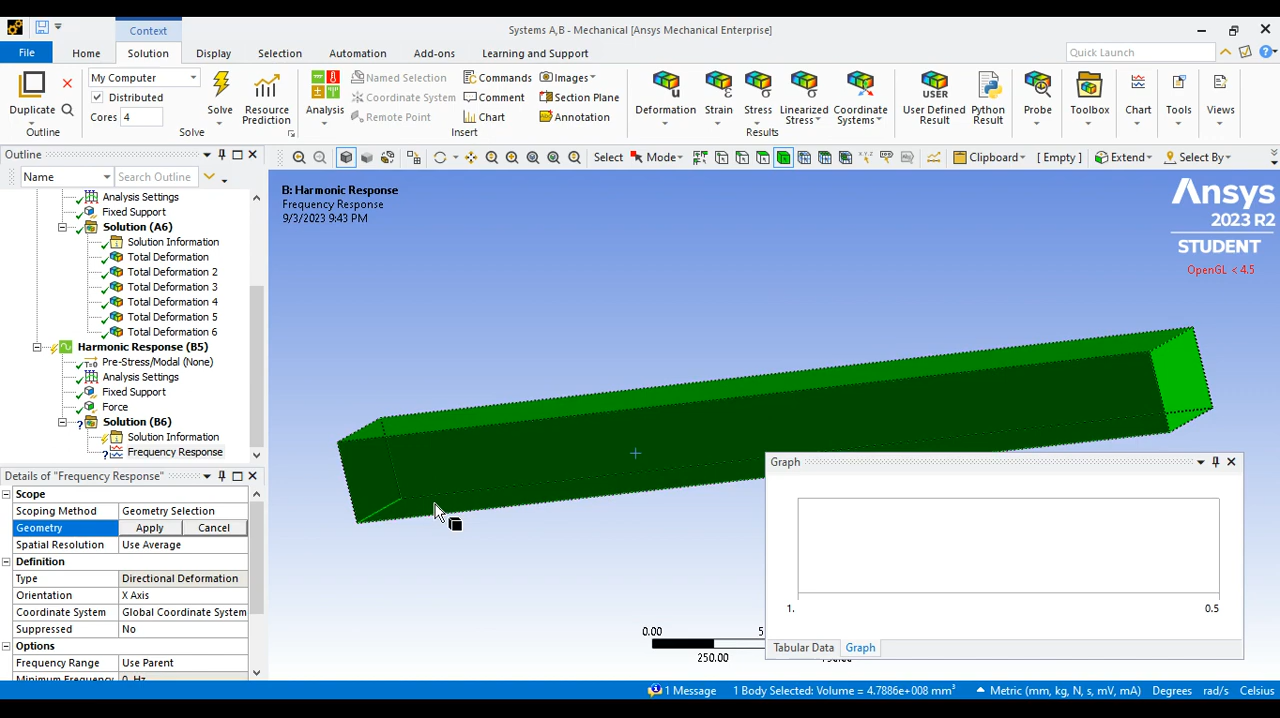 Context
Systems A,B - Mechanical [Ansys Mechanical Enterprise]
File Home Solution Display Selection Automation Add-ons Learning and Support Quick Launch
Duplicate
Outline
My Computer
Distributed
Cores 4
Solve
Resource Prediction
Solve
Analysis
Named Selection
Coordinate System
Remote Point
Commands
Comment
Chart
Images
Section Plane
Annotation
Insert
Deformation
Strain
Stress
Linearized Stress
Coordinate Systems
User Defined Result
Python Result
Results
USER
Probe
Toolbox
Chart
Tools
Views
Outline
Name Search Outline
Select Mode Clipboard [ Empty ] Extend Select By
Analysis Settings
Fixed Support
Solution (A6)
Solution Information
Total Deformation
Total Deformation 2
Total Deformation 3
Total Deformation 4
Total Deformation 5
Total Deformation 6
Harmonic Response (B5)
Pre-Stress/Modal (None)
Analysis Settings
Fixed Support
Force
Solution (B6)
Solution Information
Frequency Response
Details of "Frequency Response"
Scope
Scoping Method Geometry Selection
Geometry Apply Cancel
Spatial Resolution Use Average
Definition
Type Directional Deformation
Orientation X Axis
Coordinate System Global Coordinate System
Suppressed No
Options
Frequency Range Use Parent
Minimum Frequency 0. Hz
B: Harmonic Response
Frequency Response
9/3/2023 9:43 PM
Ansys
2023 R2
STUDENT
OpenGL < 4.5
0.00
250.00
Graph
1. 0.5
Tabular Data Graph
1 Message 1 Body Selected: Volume = 4.7886e+008 mm³ Metric (mm, kg, N, s, mV, mA) Degrees rad/s Celsius